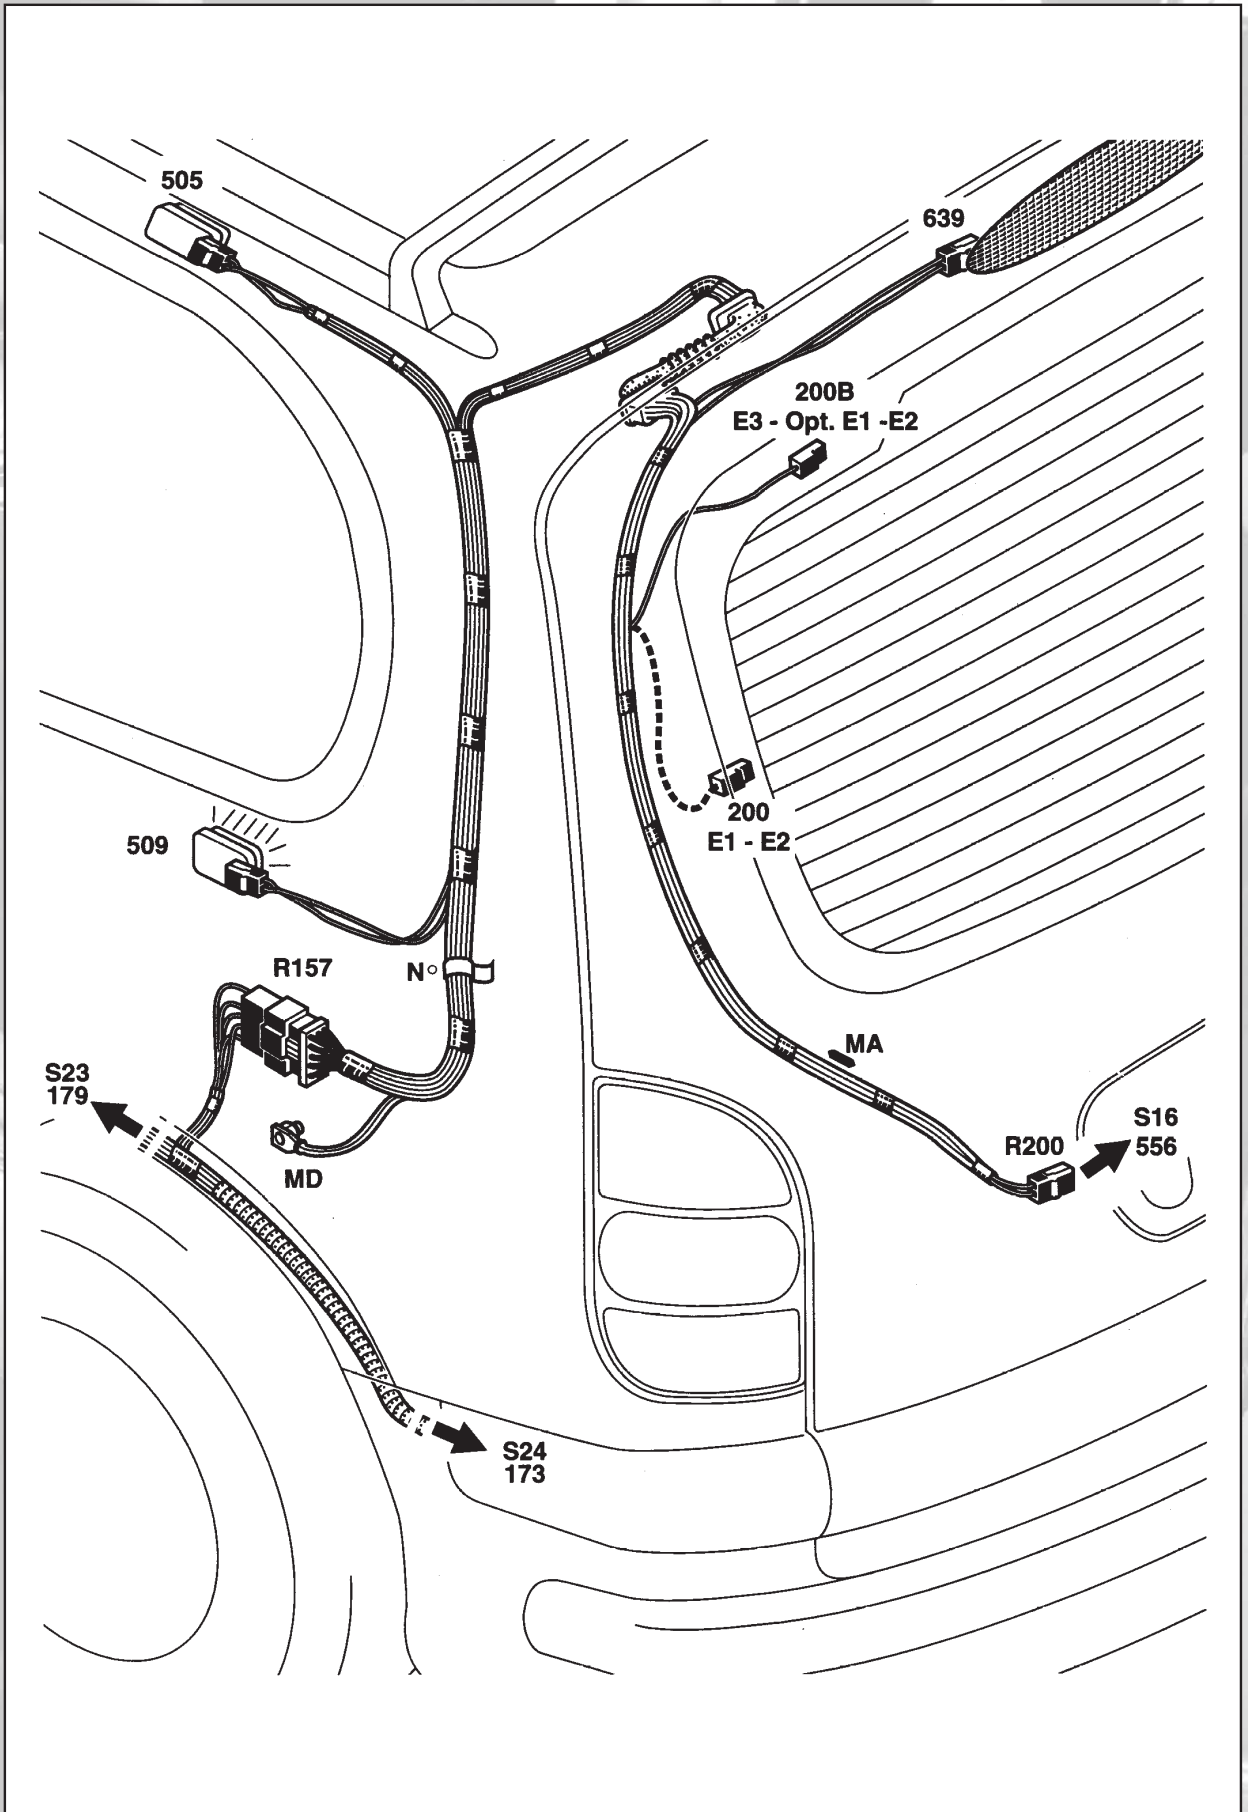 505
639
200B
E3 - Opt. E1 -E2
200
E1 - E2
509
R157
N°
MA
S23
179
S16
556
R200
MD
S24
173